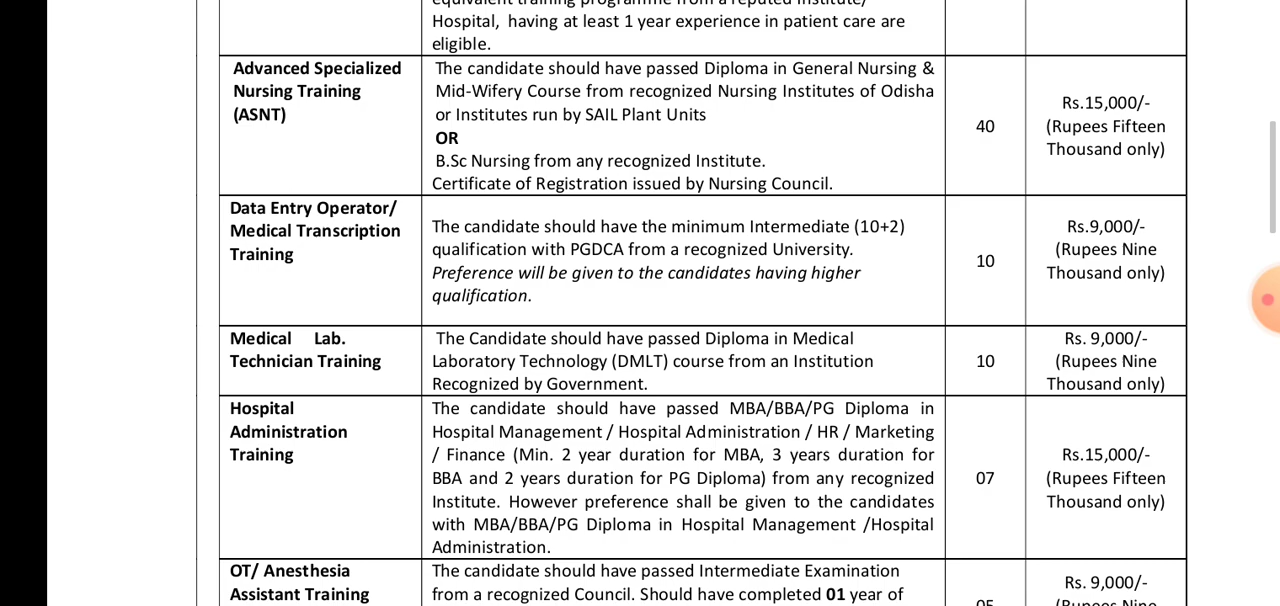 equivalent training programme from a reputed Institute/
Hospital, having at least 1 year experience in patient care are
eligible.
Advanced Specialized
Nursing Training
(ASNT)
The candidate should have passed Diploma in General Nursing &
Mid-Wifery Course from recognized Nursing Institutes of Odisha
or Institutes run by SAIL Plant Units
OR
B.Sc Nursing from any recognized Institute.
Certificate of Registration issued by Nursing Council.
40
Rs.15,000/-
(Rupees Fifteen
Thousand only)
Data Entry Operator/
Medical Transcription
Training
The candidate should have the minimum Intermediate (10+2)
qualification with PGDCA from a recognized University.
Preference will be given to the candidates having higher
qualification.
10
Rs.9,000/-
(Rupees Nine
Thousand only)
Medical Lab.
Technician Training
The Candidate should have passed Diploma in Medical
Laboratory Technology (DMLT) course from an Institution
Recognized by Government.
10
Rs. 9,000/-
(Rupees Nine
Thousand only)
Hospital
Administration
Training
The candidate should have passed MBA/BBA/PG Diploma in
Hospital Management / Hospital Administration / HR / Marketing
/ Finance (Min. 2 year duration for MBA, 3 years duration for
BBA and 2 years duration for PG Diploma) from any recognized
Institute. However preference shall be given to the candidates
with MBA/BBA/PG Diploma in Hospital Management /Hospital
Administration.
07
Rs.15,000/-
(Rupees Fifteen
Thousand only)
OT/ Anesthesia
Assistant Training
The candidate should have passed Intermediate Examination
from a recognized Council. Should have completed 01 year of
05
Rs. 9,000/-
(Rupees Nine